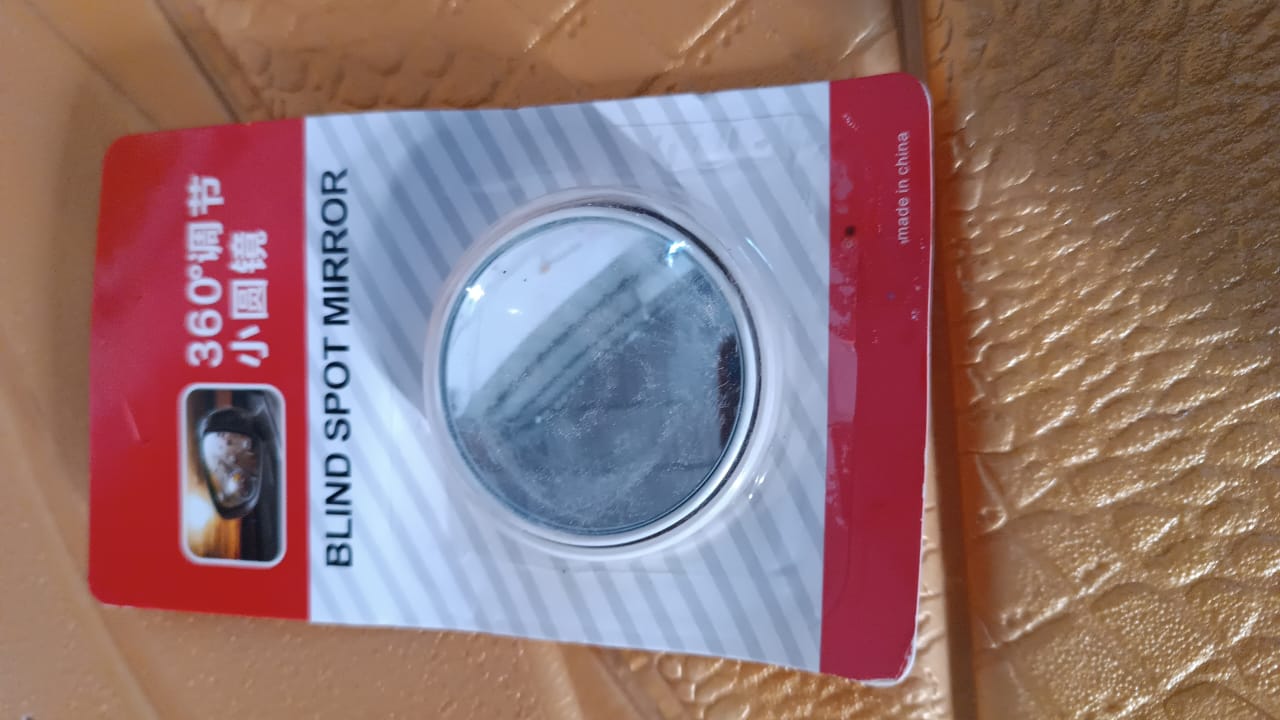 360°调节
小圆镜
BLIND SPOT MIRROR
made in china